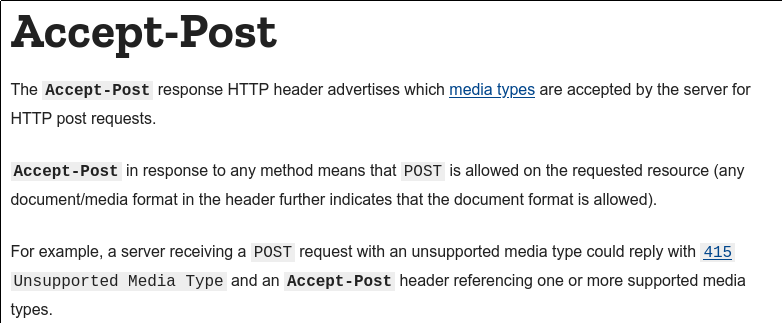 Accept-Post
The Accept-Post response HTTP header advertises which media types are accepted by the server for
HTTP post requests.
Accept-Post in response to any method means that POST is allowed on the requested resource (any
document/media format in the header further indicates that the document format is allowed).
For example, a server receiving a POST request with an unsupported media type could reply with 415
Unsupported Media Type and an Accept-Post header referencing one or more supported media
types.